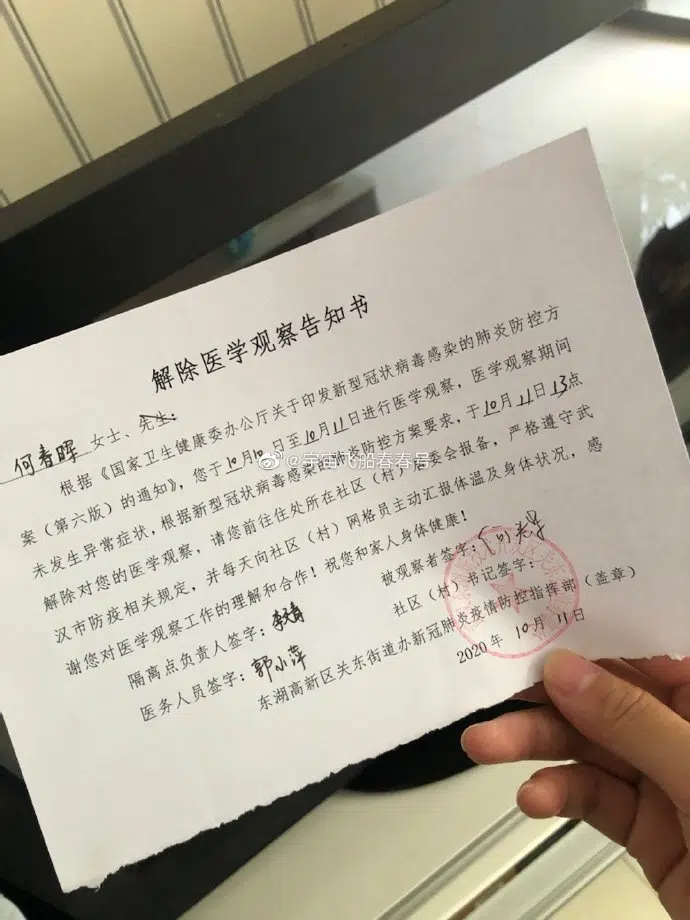 解除医学观察告知书
何春晖 女士、先生:
根据《国家卫生健康委办公厅关于印发新型冠状病毒感染的肺炎防控方
案（第六版）的通知》，您于10月10日至10月11日进行医学观察，医学观察期间
未发生异常症状，根据新型冠状病毒感染的肺炎防控方案要求，于10月11日13点
解除对您的医学观察，请您前往住处所在社区（村）居委会报备，严格遵守武
汉市防疫相关规定，并每天向社区（村）网格员主动汇报体温及身体状况，感
谢您对医学观察工作的理解和合作！祝您和家人身体健康！
被观察者签字:
隔离点负责人签字:
社区（村）书记签字:
医务人员签字: 郭小萍
东湖高新区关东街道办新冠肺炎疫情防控指挥部（盖章）
2020年10月11日
@宇宙飞船春春号